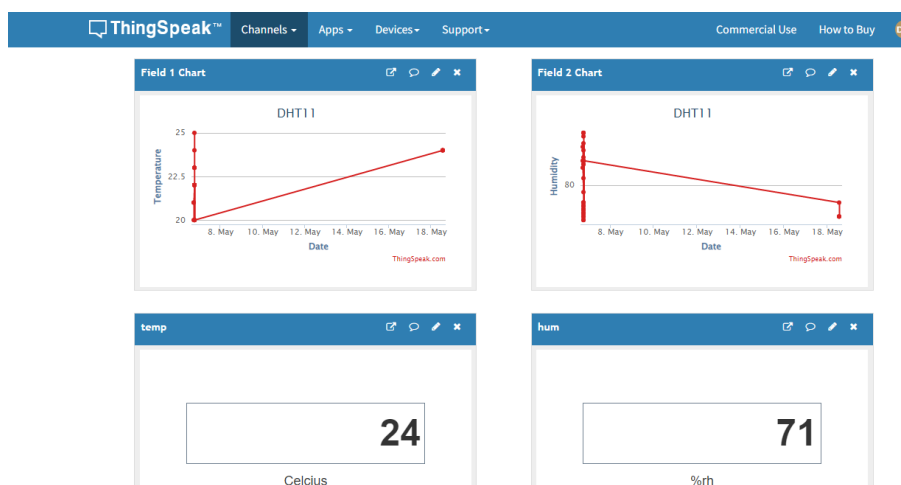 ThingSpeak™ Channels Apps Devices Support Commercial Use How to Buy
Field 1 Chart
DHT11
Temperature
25
22.5
20
8. May 10. May 12. May 14. May 16. May 18. May
Date
ThingSpeak.com
Field 2 Chart
DHT11
Humidity
80
8. May 10. May 12. May 14. May 16. May 18. May
Date
ThingSpeak.com
temp
24
Celcius
hum
71
%rh